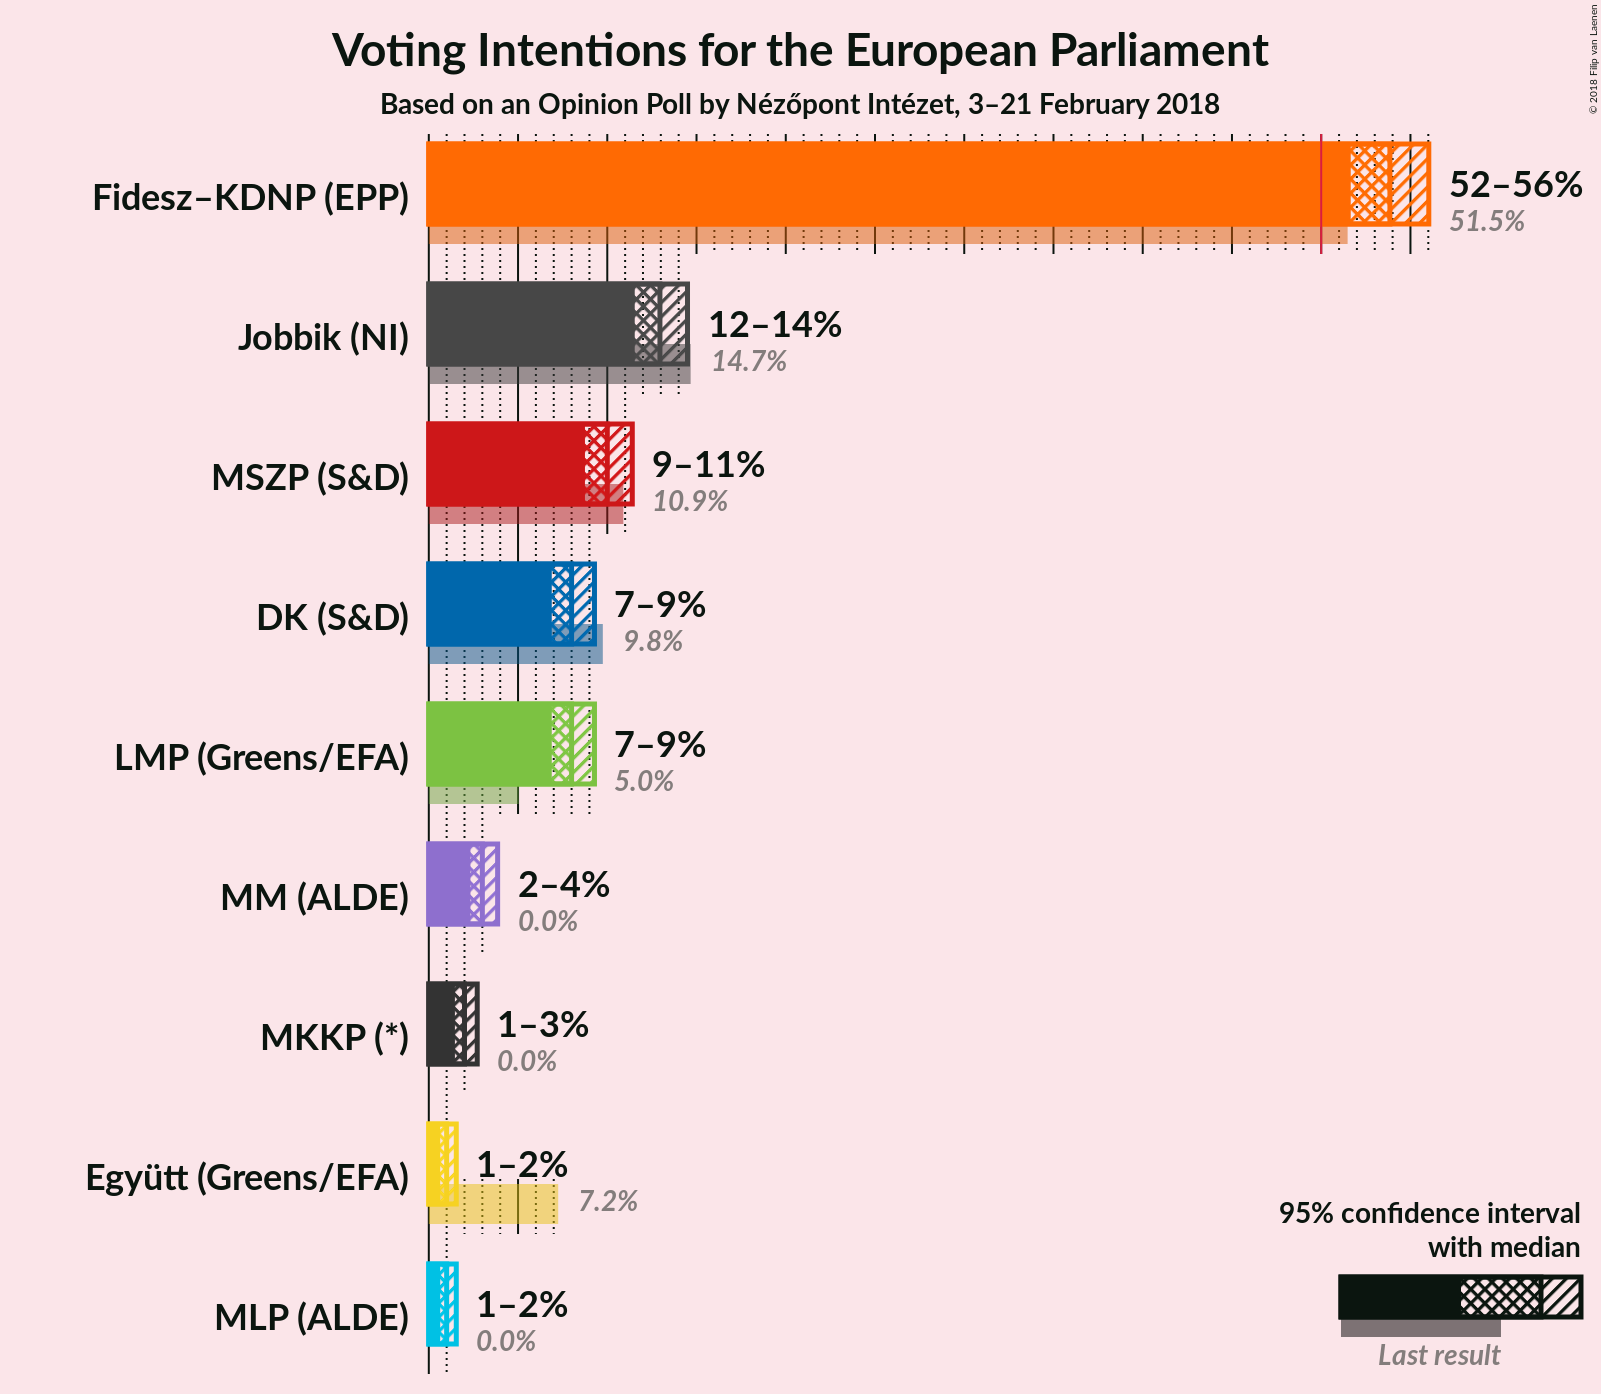 Voting Intentions for the European Parliament
Based on an Opinion Poll by Nézőpont Intézet, 3–21 February 2018
© 2018 Filip van Laenen
Fidesz–KDNP (EPP)
52–56%
51.5%
Jobbik (NI)
12–14%
14.7%
MSZP (S&D)
9–11%
10.9%
DK (S&D)
7–9%
9.8%
LMP (Greens/EFA)
7–9%
5.0%
MM (ALDE)
2–4%
0.0%
MKKP (*)
1–3%
0.0%
Együtt (Greens/EFA)
1–2%
7.2%
MLP (ALDE)
1–2%
0.0%
95% confidence interval
with median
Last result